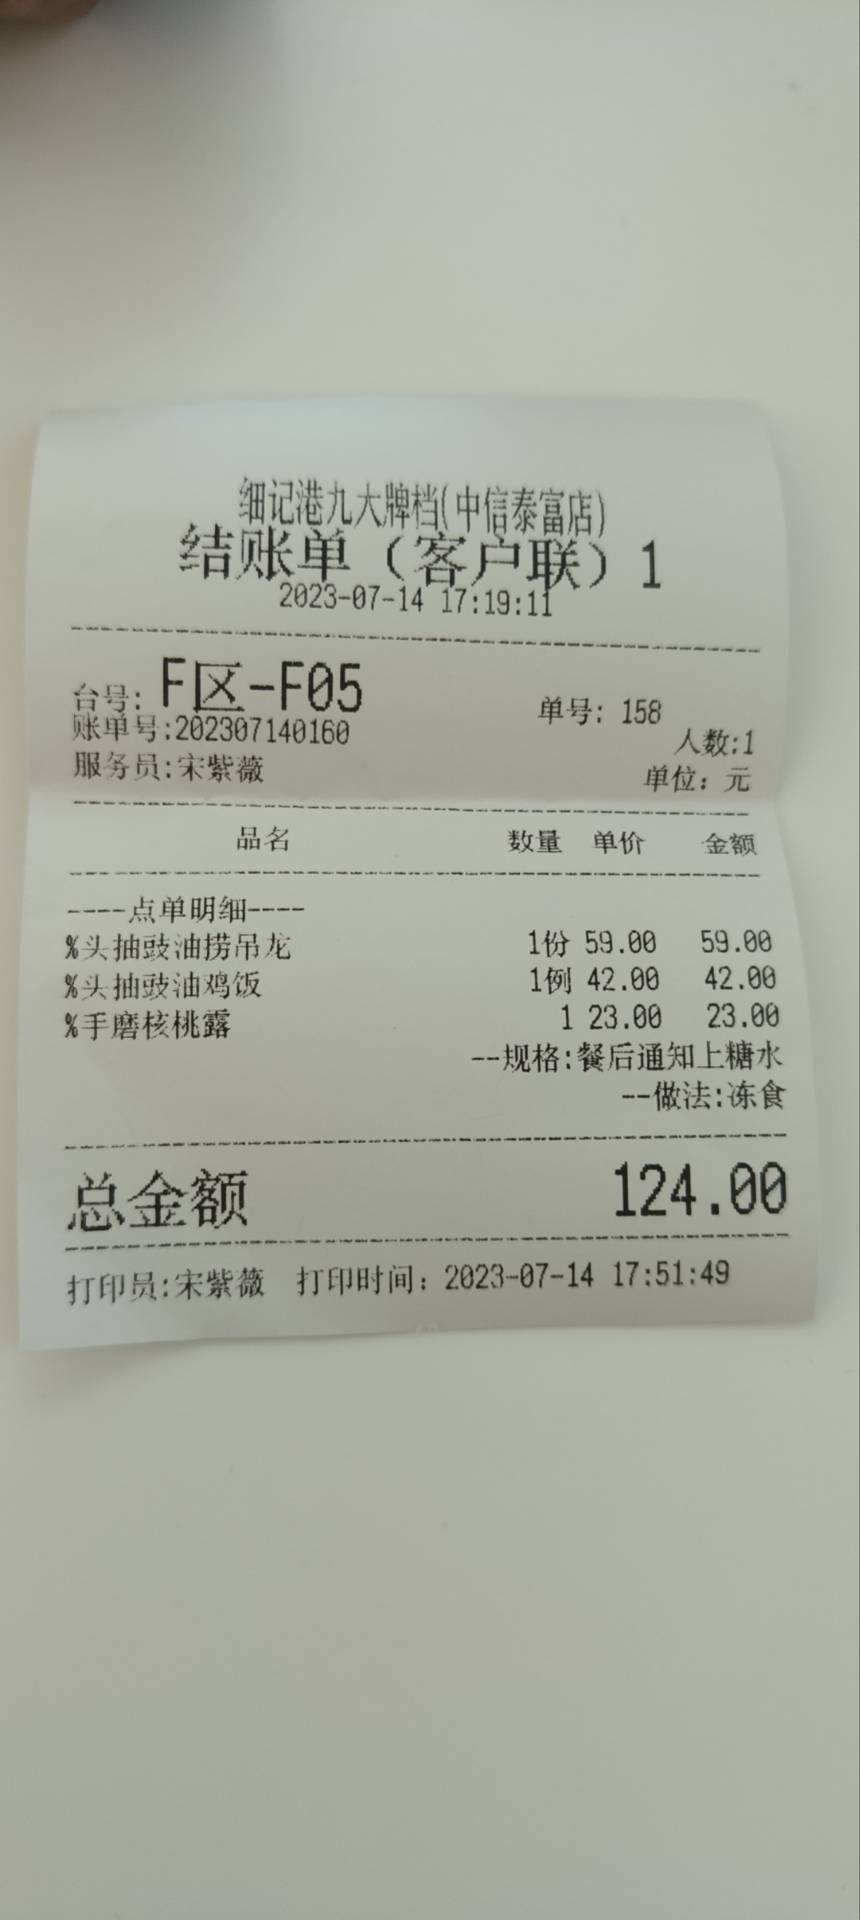 细记港九大牌档(中信泰富店)
结账单（客户联）1
2023-07-14 17:19:11
台号: F区-F05 单号: 158
账单号:202307140160 人数:1
服务员:宋紫薇 单位：元
品名 数量 单价 金额
----点单明细----
%头抽豉油捞吊龙 1份 59.00 59.00
%头抽豉油鸡饭 1例 42.00 42.00
%手磨核桃露 1 23.00 23.00
--规格:餐后通知上糖水
--做法:冻食
总金额 124.00
打印员:宋紫薇 打印时间：2023-07-14 17:51:49